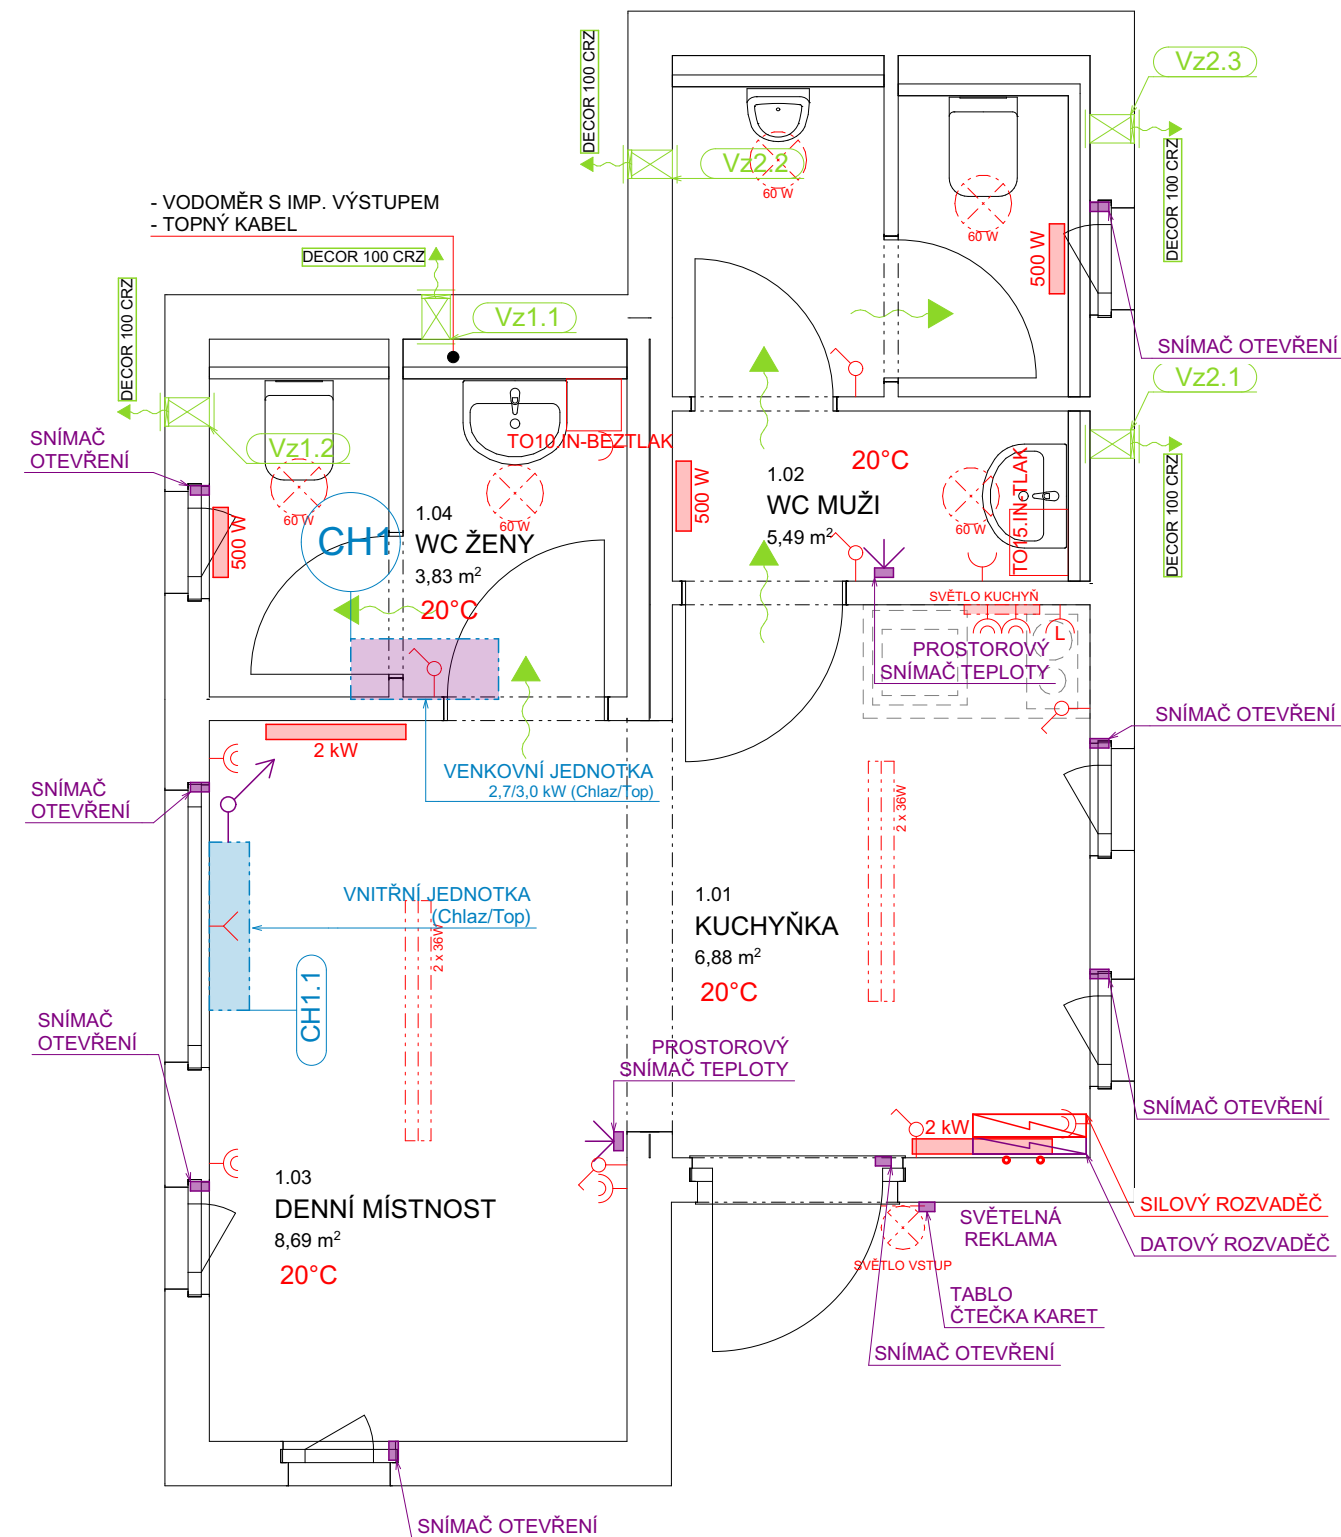 DECOR 100 CRZ
Vz2.3
DECOR 100 CRZ
Vz2.2
60 W
60 W
500 W
- VODOMĚR S IMP. VÝSTUPEM
- TOPNÝ KABEL
DECOR 100 CRZ
DECOR 100 CRZ
Vz1.1
SNÍMAČ OTEVŘENÍ
Vz2.1
DECOR 100 CRZ
SNÍMAČ
OTEVŘENÍ
Vz1.2
TO10.IN-BEZTLAK
500 W
60 W
60 W
CH1
1.04
WC ŽENY
3,83 m²
20°C
500 W
1.02
WC MUŽI
5,49 m²
20°C
60 W
TO15.IN-TLAK
SVĚTLO KUCHYŇ
L
PROSTOROVÝ
SNÍMAČ TEPLOTY
SNÍMAČ OTEVŘENÍ
2 kW
VENKOVNÍ JEDNOTKA
2,7/3,0 kW (Chlaz/Top)
SNÍMAČ
OTEVŘENÍ
2 x 36W
VNITŘNÍ JEDNOTKA
(Chlaz/Top)
2 x 36W
CH1.1
1.01
KUCHYŇKA
6,88 m²
20°C
SNÍMAČ
OTEVŘENÍ
PROSTOROVÝ
SNÍMAČ TEPLOTY
SNÍMAČ OTEVŘENÍ
2 kW
1.03
DENNÍ MÍSTNOST
8,69 m²
20°C
SILOVÝ ROZVADĚČ
SVĚTELNÁ
REKLAMA
DATOVÝ ROZVADĚČ
SVĚTLO VSTUP
TABLO
ČTEČKA KARET
SNÍMAČ OTEVŘENÍ
SNÍMAČ OTEVŘENÍ